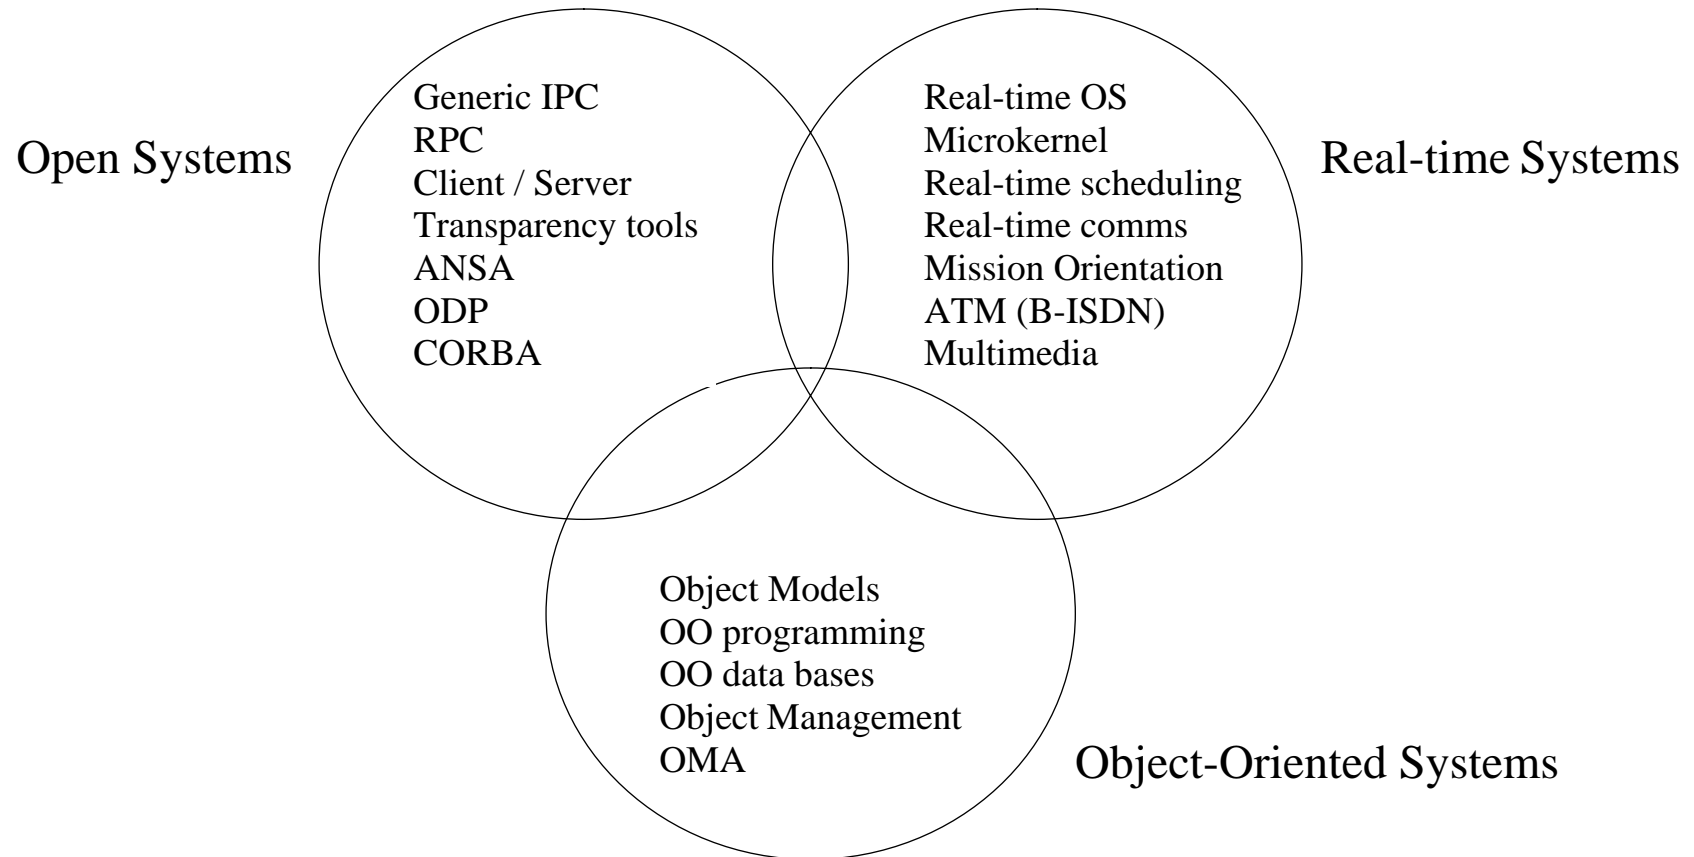 Open Systems
Generic IPC
RPC
Client / Server
Transparency tools
ANSA
ODP
CORBA
Real-time OS
Microkernel
Real-time scheduling
Real-time comms
Mission Orientation
ATM (B-ISDN)
Multimedia
Real-time Systems
Object Models
OO programming
OO data bases
Object Management
OMA
Object-Oriented Systems